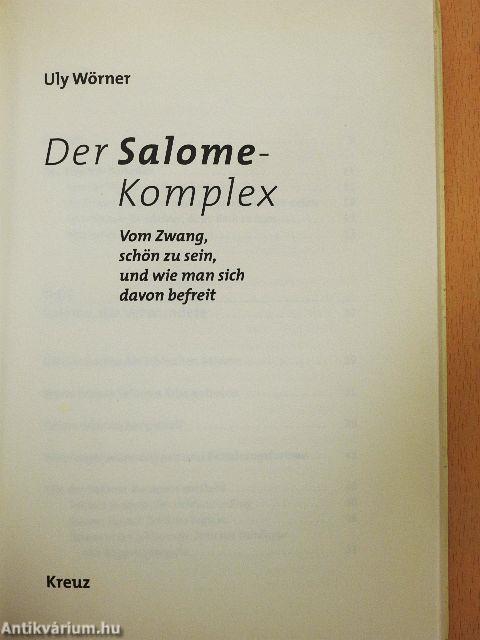 Uly Wörner
Der Salome-
Komplex
Vom Zwang,
schön zu sein,
und wie man sich
davon befreit
Kreuz
Antikvárium.hu